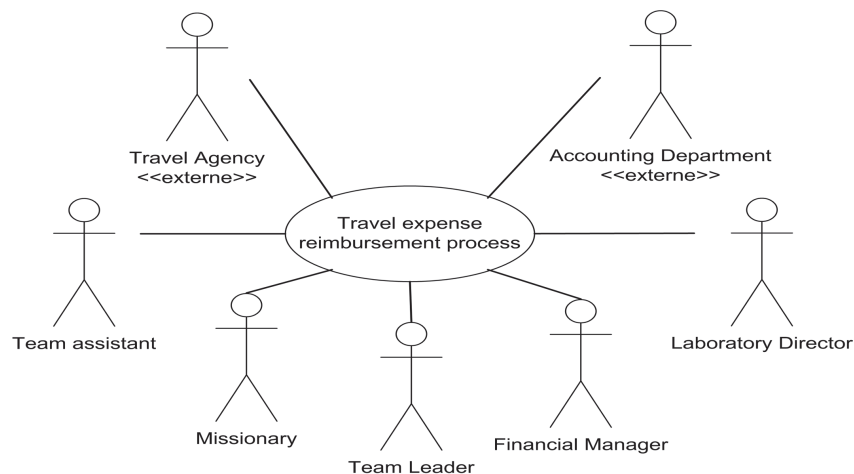 Travel Agency
<<externe>>
Accounting Department
<<externe>>
Travel expense
reimbursement process
Team assistant
Laboratory Director
Missionary
Financial Manager
Team Leader